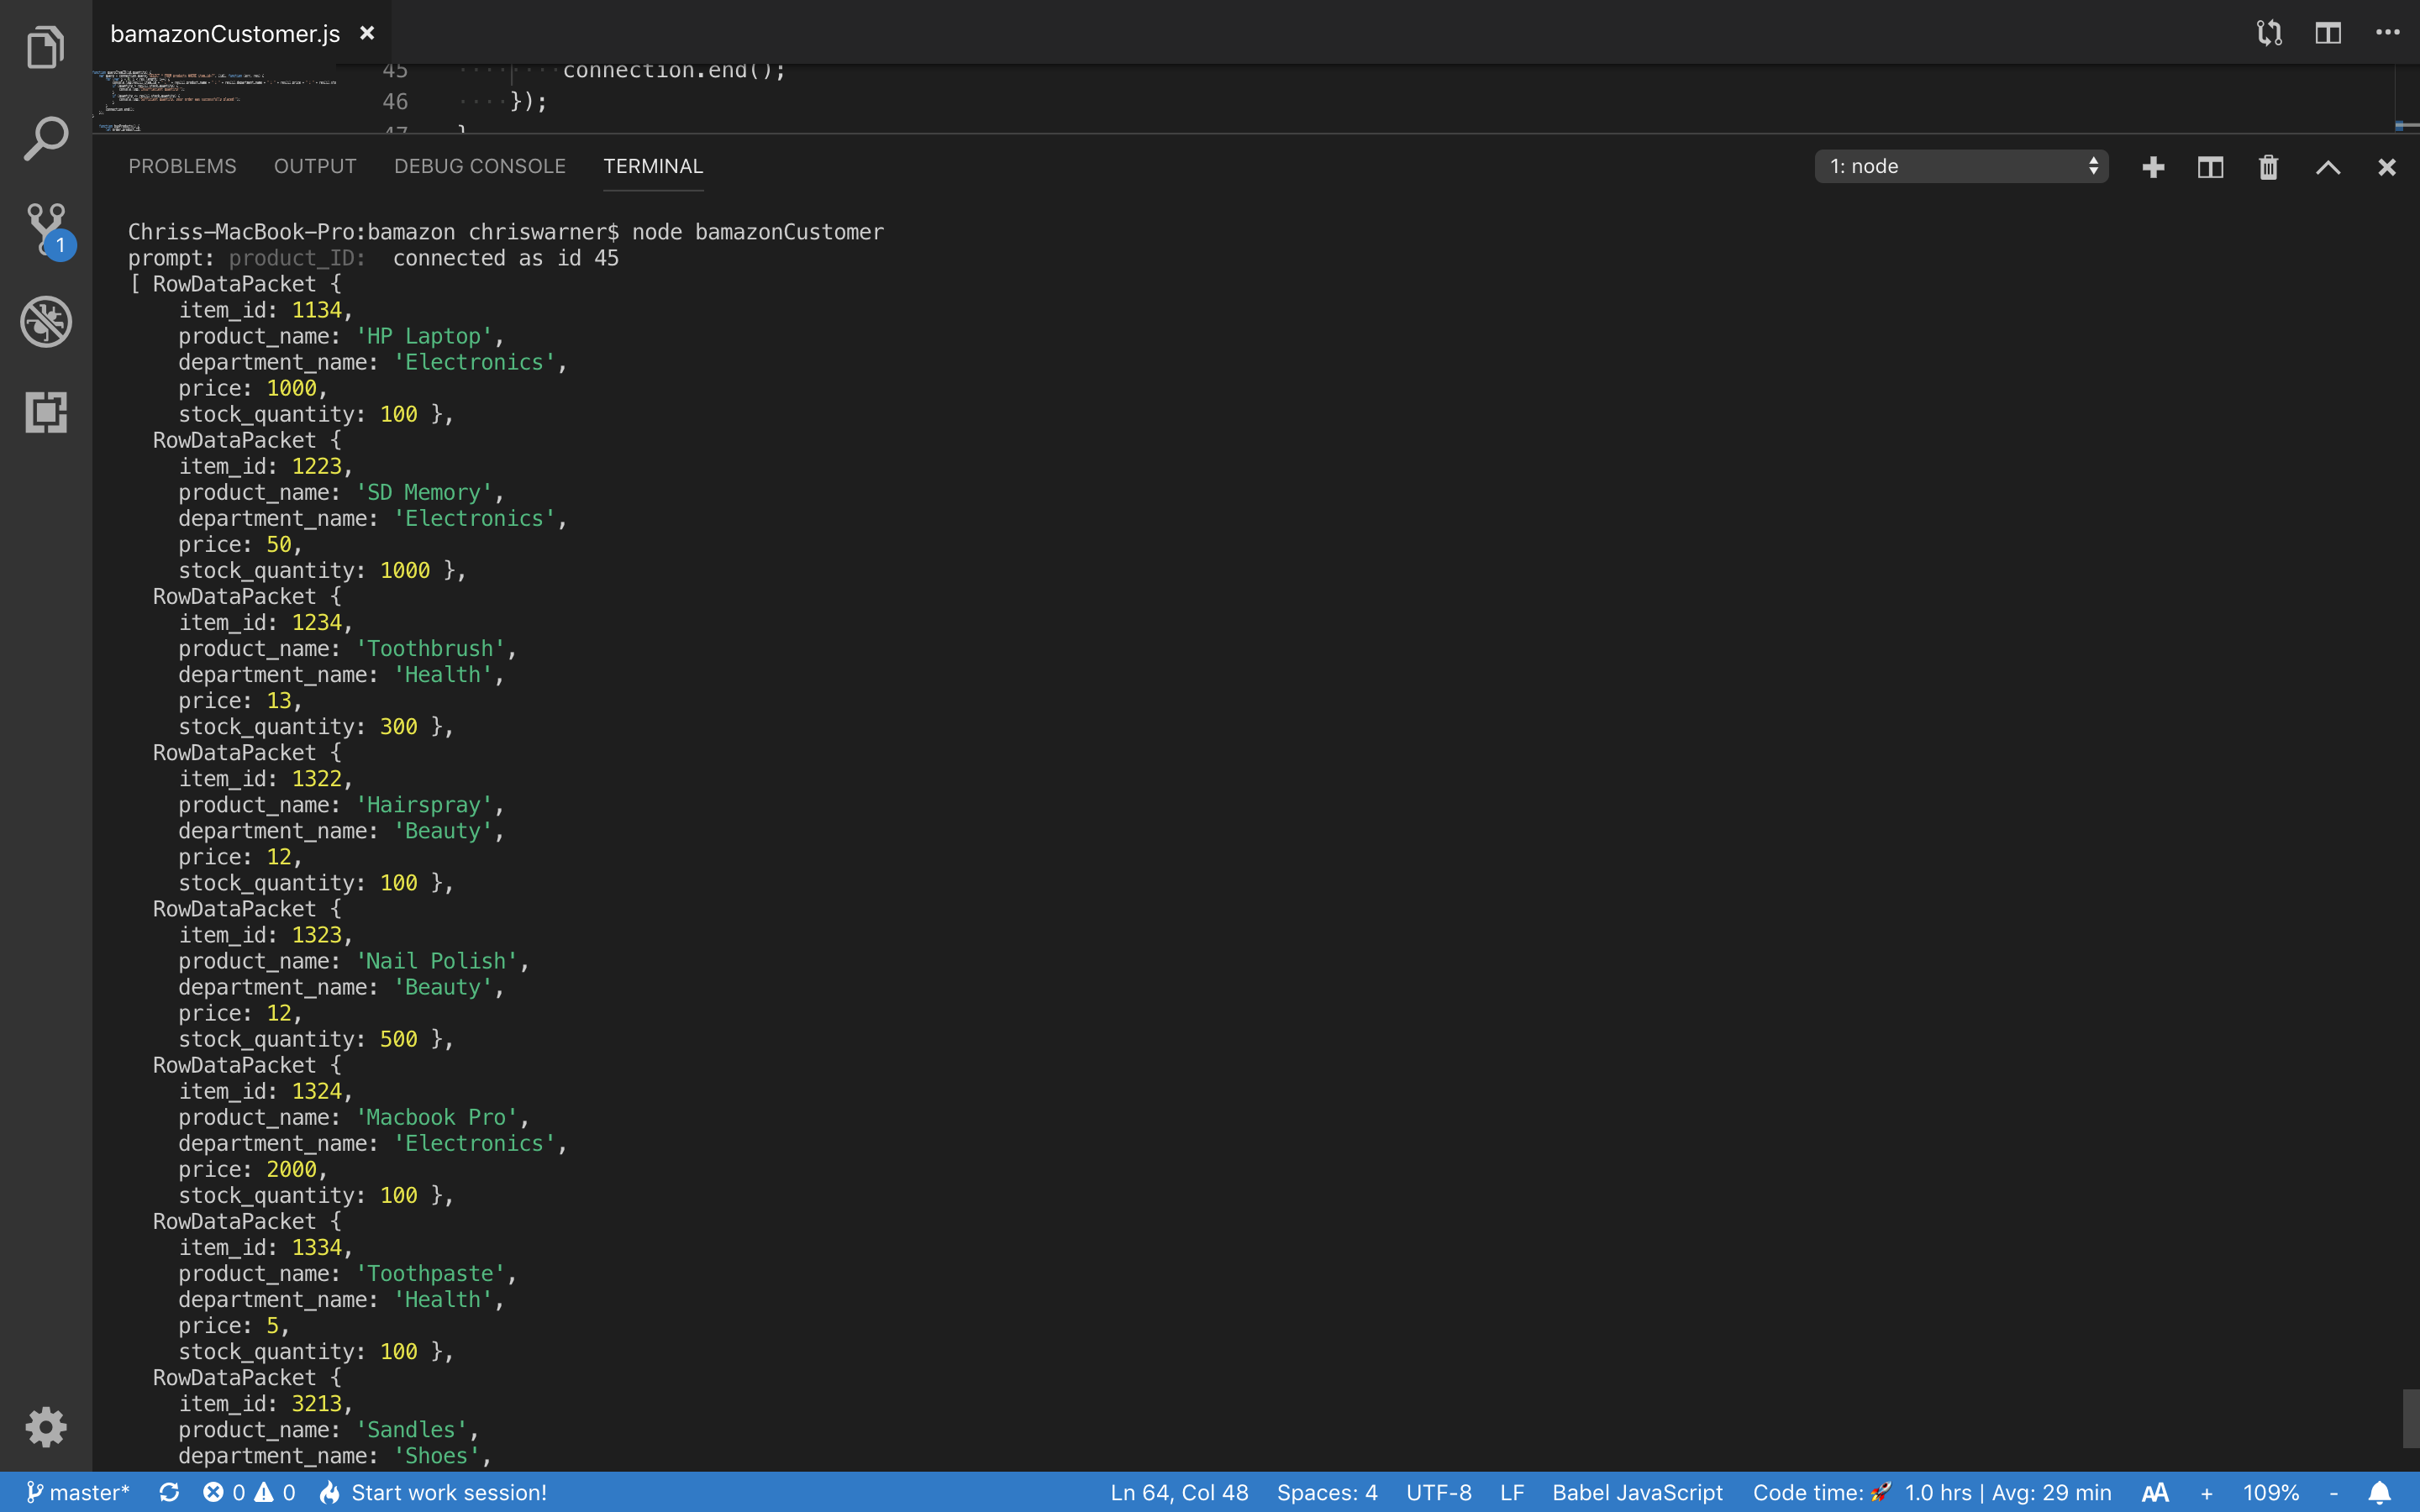 bamazonCustomer.js
45 connection.end();
46 });
47 }
PROBLEMS OUTPUT DEBUG CONSOLE TERMINAL 1: node
Chriss-MacBook-Pro:bamazon chriswarner$ node bamazonCustomer
prompt: product_ID: connected as id 45
[ RowDataPacket {
item_id: 1134,
product_name: 'HP Laptop',
department_name: 'Electronics',
price: 1000,
stock_quantity: 100 },
RowDataPacket {
item_id: 1223,
product_name: 'SD Memory',
department_name: 'Electronics',
price: 50,
stock_quantity: 1000 },
RowDataPacket {
item_id: 1234,
product_name: 'Toothbrush',
department_name: 'Health',
price: 13,
stock_quantity: 300 },
RowDataPacket {
item_id: 1322,
product_name: 'Hairspray',
department_name: 'Beauty',
price: 12,
stock_quantity: 100 },
RowDataPacket {
item_id: 1323,
product_name: 'Nail Polish',
department_name: 'Beauty',
price: 12,
stock_quantity: 500 },
RowDataPacket {
item_id: 1324,
product_name: 'Macbook Pro',
department_name: 'Electronics',
price: 2000,
stock_quantity: 100 },
RowDataPacket {
item_id: 1334,
product_name: 'Toothpaste',
department_name: 'Health',
price: 5,
stock_quantity: 100 },
RowDataPacket {
item_id: 3213,
product_name: 'Sandles',
department_name: 'Shoes',
1
master* 0 0 Start work session! Ln 64, Col 48 Spaces: 4 UTF-8 LF Babel JavaScript Code time: 🚀 1.0 hrs | Avg: 29 min AA + 109% -